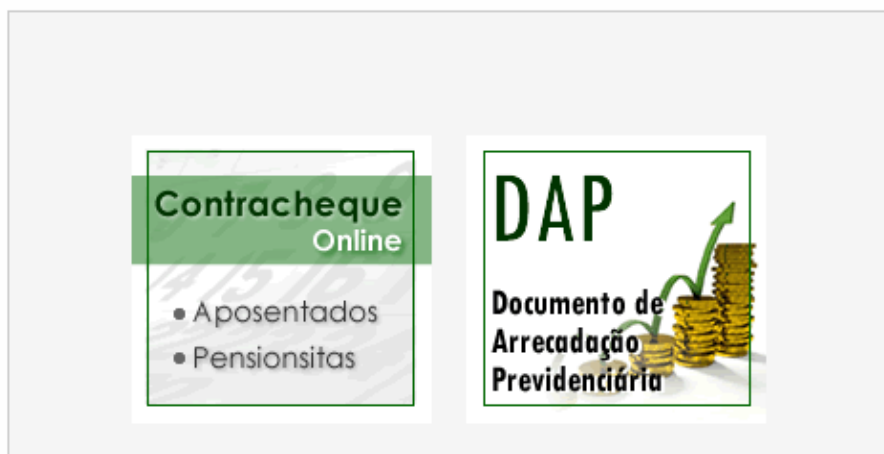 Contracheque
Online
• Aposentados
• Pensionsitas
DAP
Documento de
Arrecadação
Previdenciária